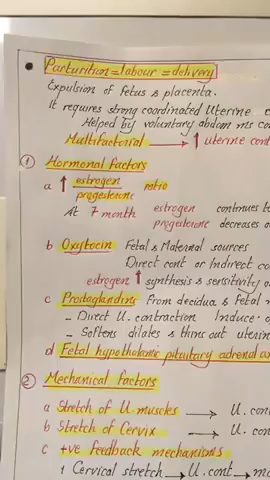 • Parturition = labour = delivery
Expulsion of fetus & placenta.
It requires strong coordinated Uterine
Helped by voluntary abdom ms
Multifactorial → ↑ uterine cont
① Hormonal factors
a ↑ estrogen / progesterone ratio
At 7 month estrogen continues
progesterone decreases
b Oxytocin Fetal & Maternal sources
Direct cont or Indirect
estrogen ↑ synthesis & sensitivity
c Prostaglandins From decidua & Fetal
– Direct U. contraction Induce
– Softens dilates & thins out
d Fetal hypothalamic pituitary adrenal
② Mechanical factors
a Stretch of U. muscles → U. con
b Stretch of Cervix → U. con
c +ve feedback mechanisms
1 Cervical stretch → U. cont →